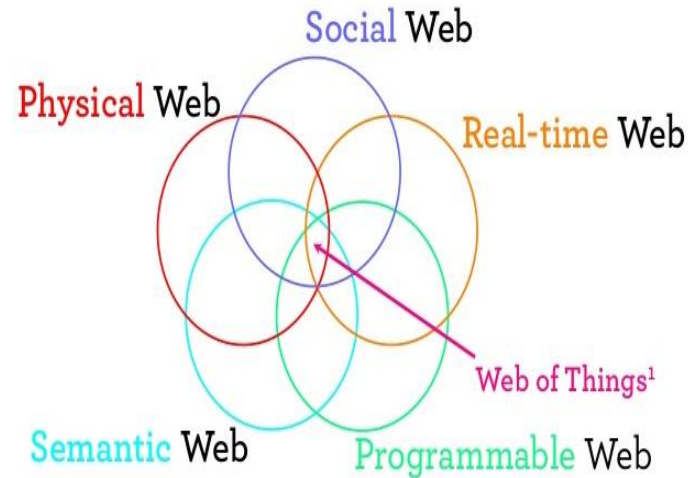 Social Web
Physical Web
Real-time Web
Web of Things¹
Semantic Web
Programmable Web